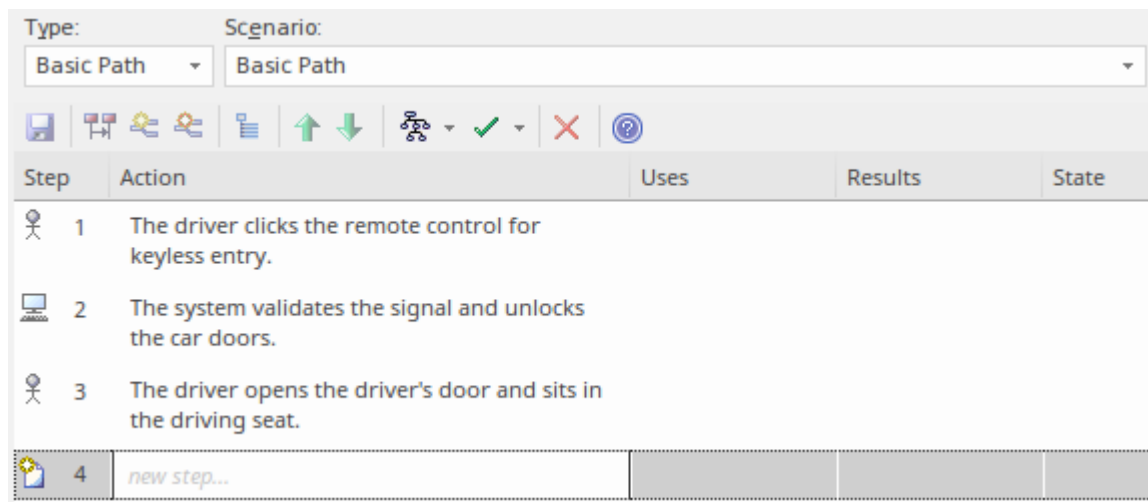 Type: Scenario:
Basic Path Basic Path
?
Step Action Uses Results State
1 The driver clicks the remote control for
keyless entry.
2 The system validates the signal and unlocks
the car doors.
3 The driver opens the driver's door and sits in
the driving seat.
4 new step...